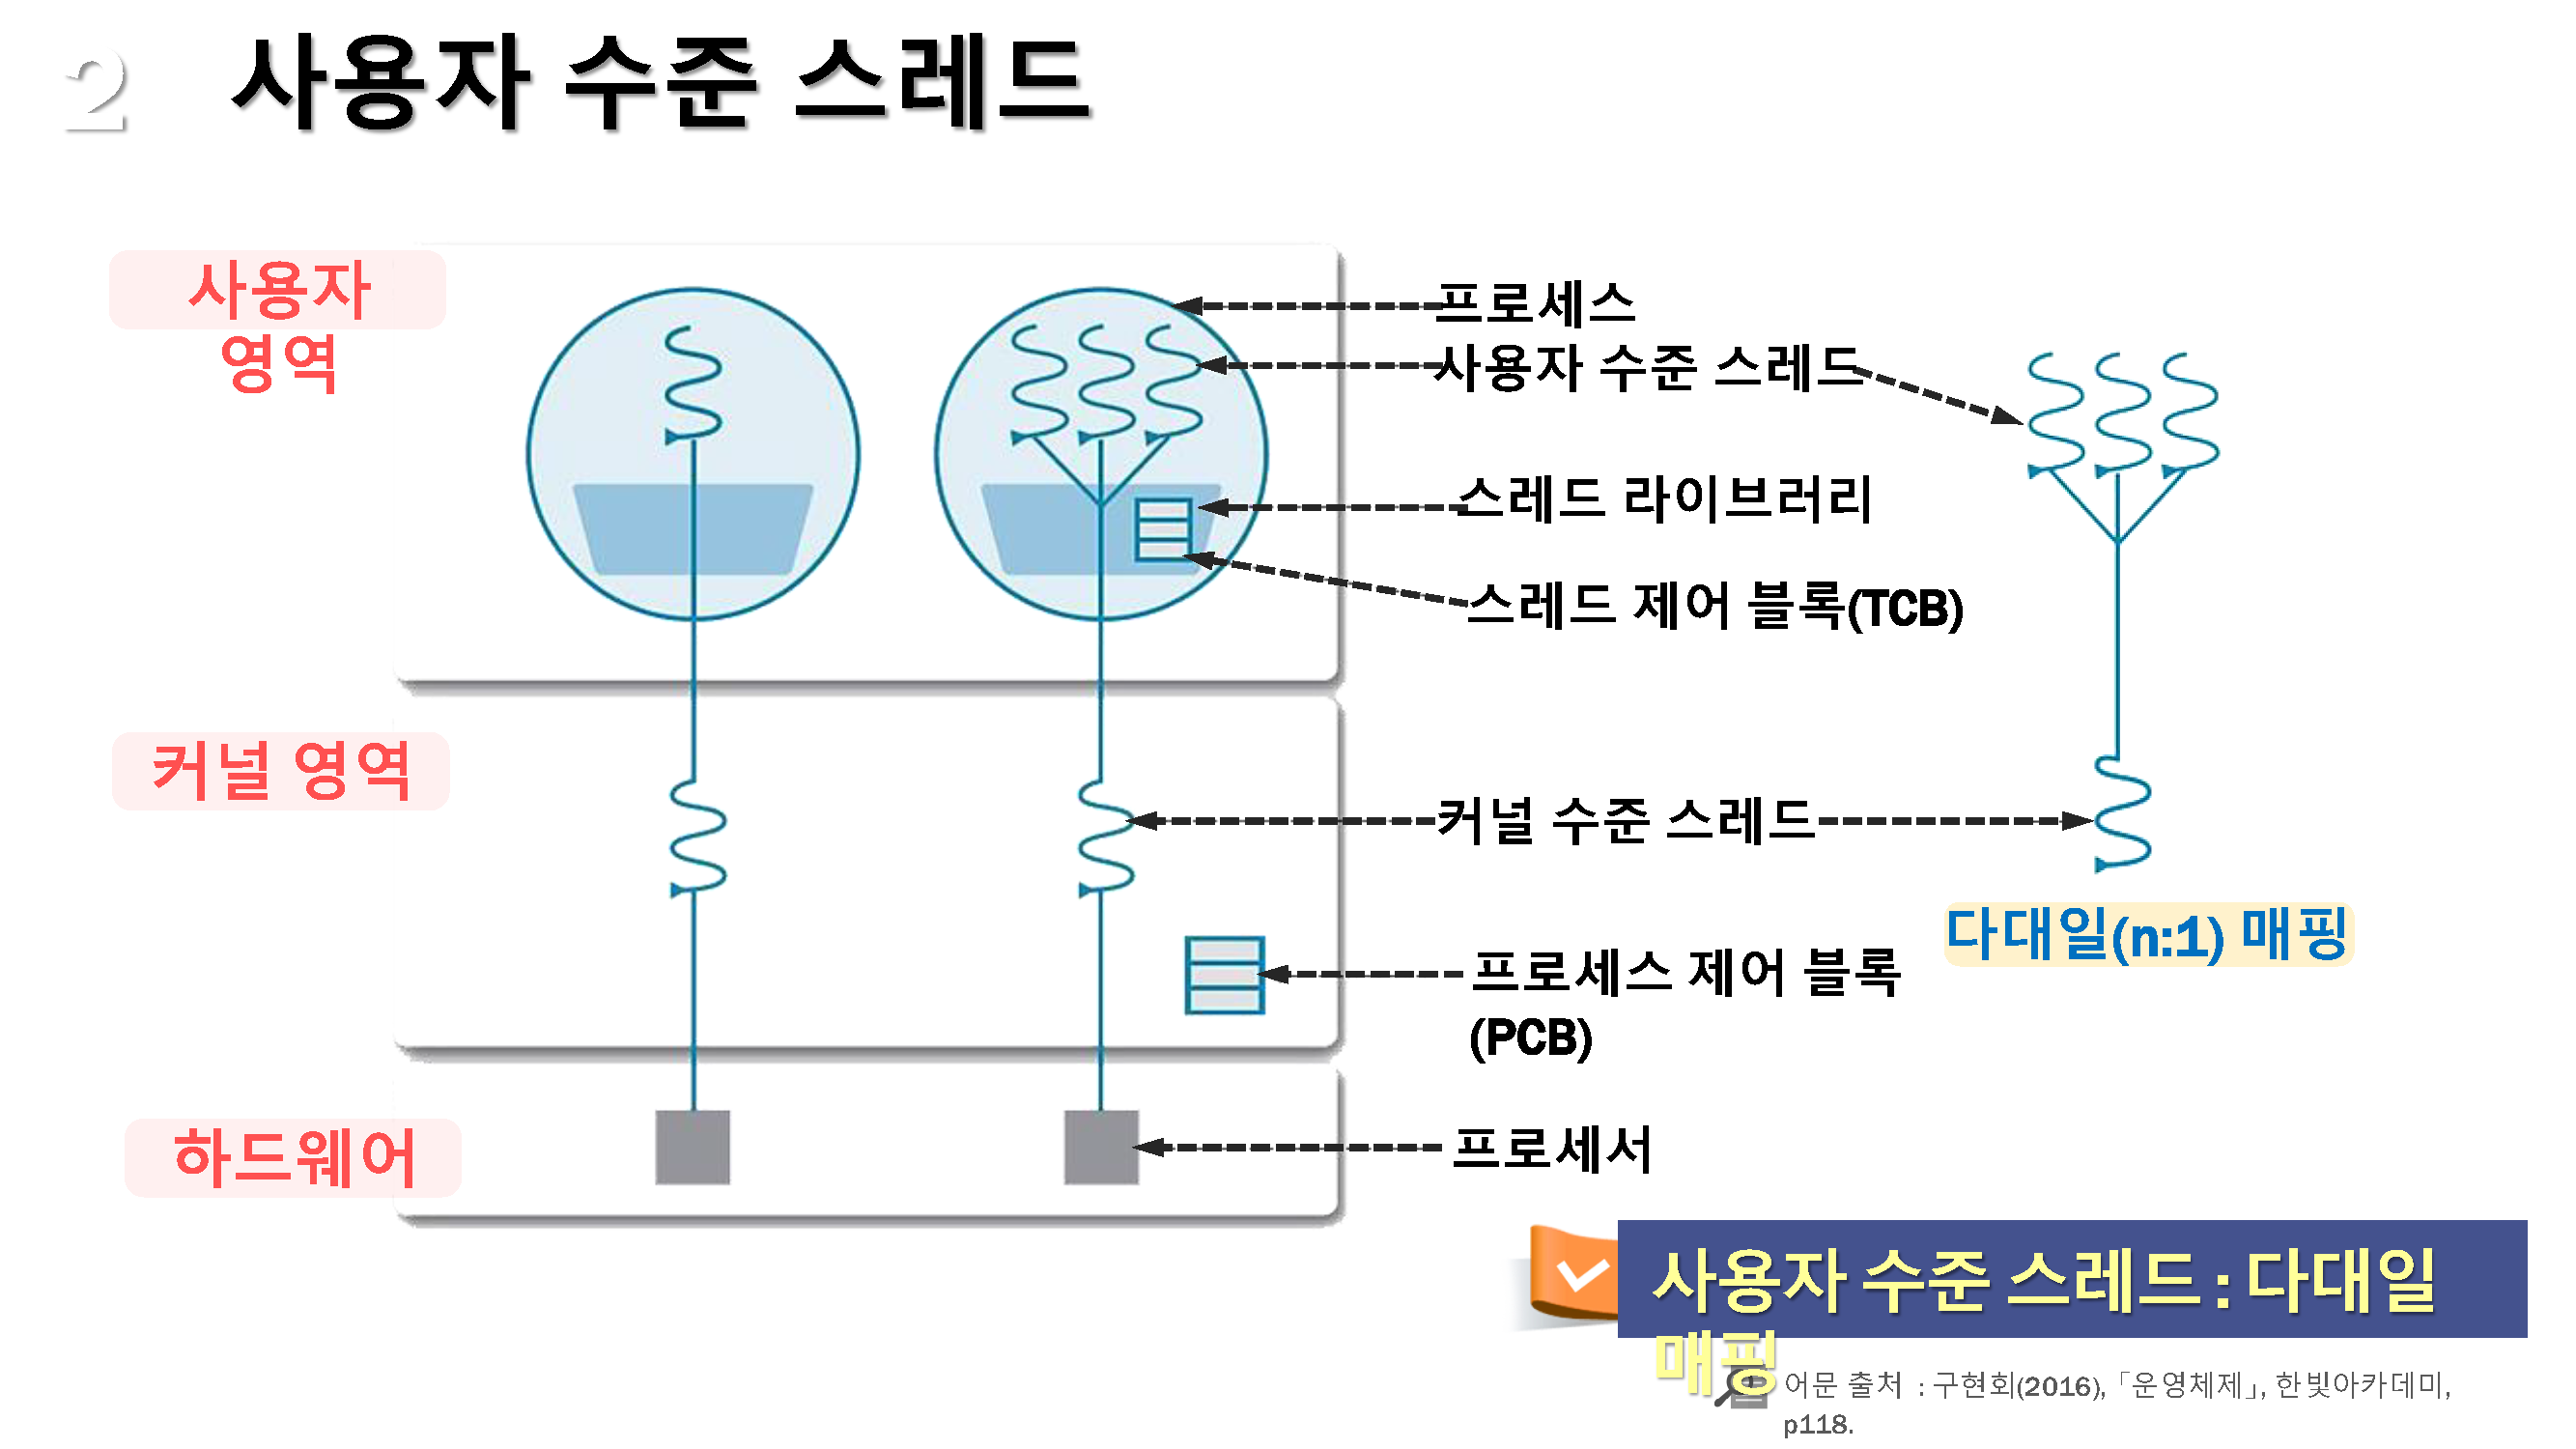 2 사용자 수준 스레드
사용자
영역
프로세스
사용자 수준 스레드
스레드 라이브러리
스레드 제어 블록(TCB)
커널 영역
커널 수준 스레드
다대일(n:1) 매핑
프로세스 제어 블록
(PCB)
하드웨어
프로세서
사용자 수준 스레드 : 다대일
매핑
어문 출처 : 구현회(2016), 「운영체제」, 한빛아카데미,
p118.